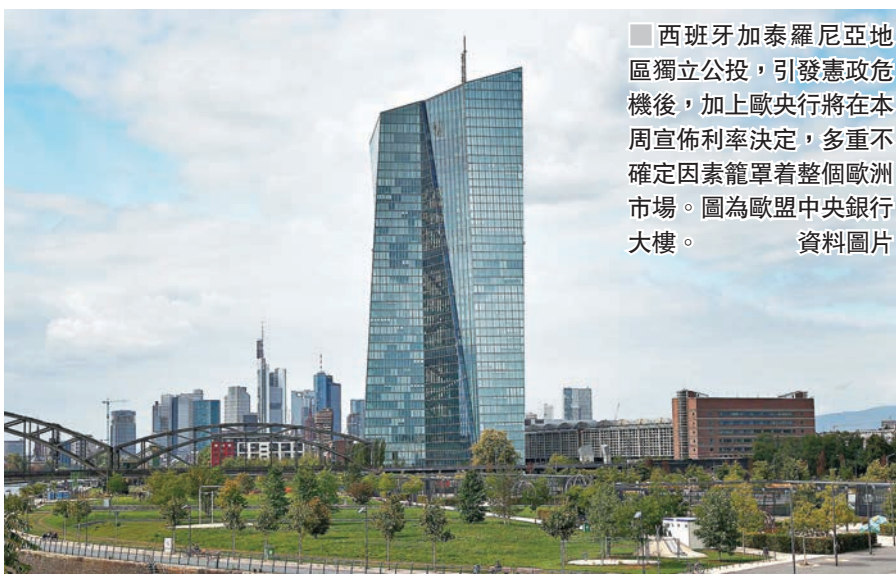 ■西班牙加泰羅尼亞地
區獨立公投，引發憲政危
機後，加上歐央行將在本
周宣佈利率決定，多重不
確定因素籠罩着整個歐洲
市場。圖為歐盟中央銀行
大樓。 資料圖片